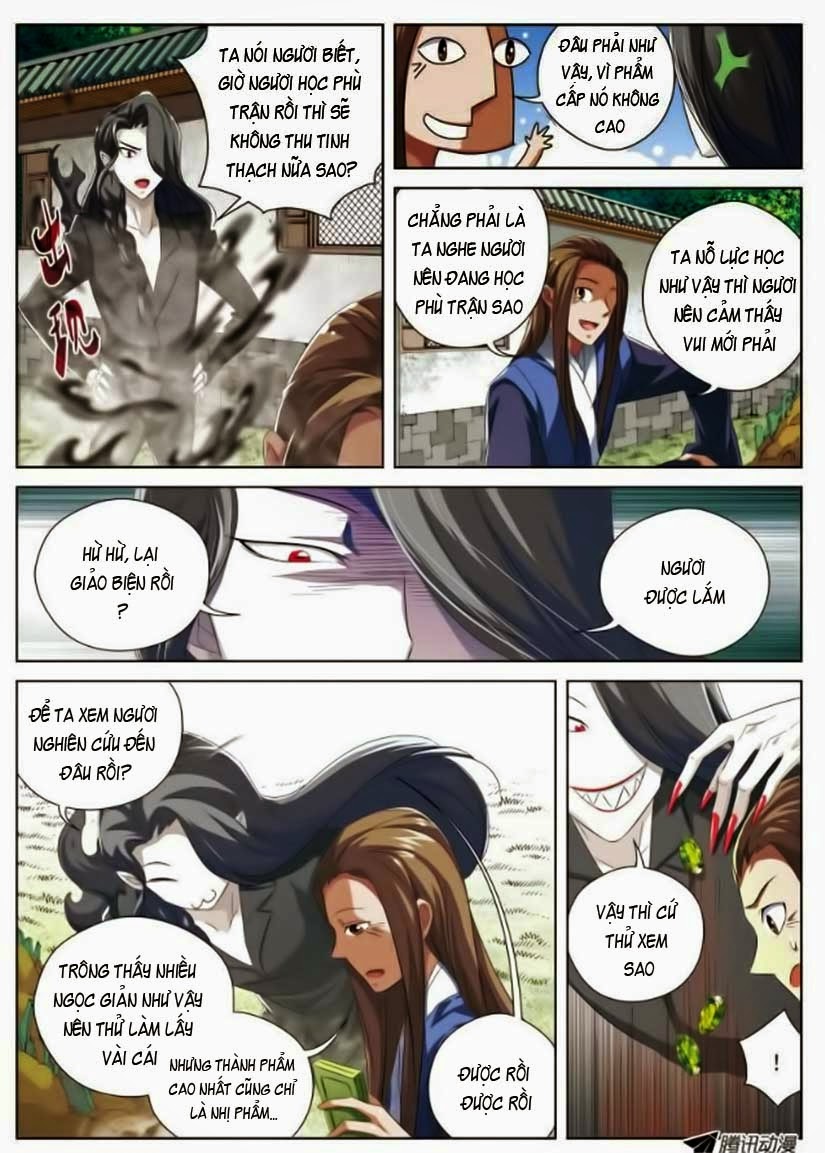 TA NÓI NGƯƠI BIẾT,
GIỜ NGƯƠI HỌC PHÙ
TRẬN RỒI THÌ SẼ
KHÔNG THU TINH
THẠCH NỮA SAO?
出现
ĐÂU PHẢI NHƯ
VẬY, VÌ PHẨM
CẤP NÓ KHÔNG
CAO
CHẲNG PHẢI LÀ
TA NGHE NGƯƠI
NÊN ĐANG HỌC
PHÙ TRẬN SAO
TA NỖ LỰC HỌC
NHƯ VẬY THÌ NGƯƠI
NÊN CẢM THẤY
VUI MỚI PHẢI
HỪ HỪ, LẠI
GIẢO BIỆN RỒI
?
NGƯƠI
ĐƯỢC LẮM
ĐỂ TA XEM NGƯƠI
NGHIÊN CỨU ĐẾN
ĐÂU RỒI?
TRÔNG THẤY NHIỀU
NGỌC GIẢN NHƯ VẬY
NÊN THỬ LÀM LẤY
VÀI CÁI
NHƯNG THÀNH PHẨM
CAO NHẤT CŨNG CHỈ
LÀ NHỊ PHẨM...
ĐƯỢC RỒI
ĐƯỢC RỒI
VẬY THÌ CỨ
THỬ XEM
SAO
!
腾讯动漫